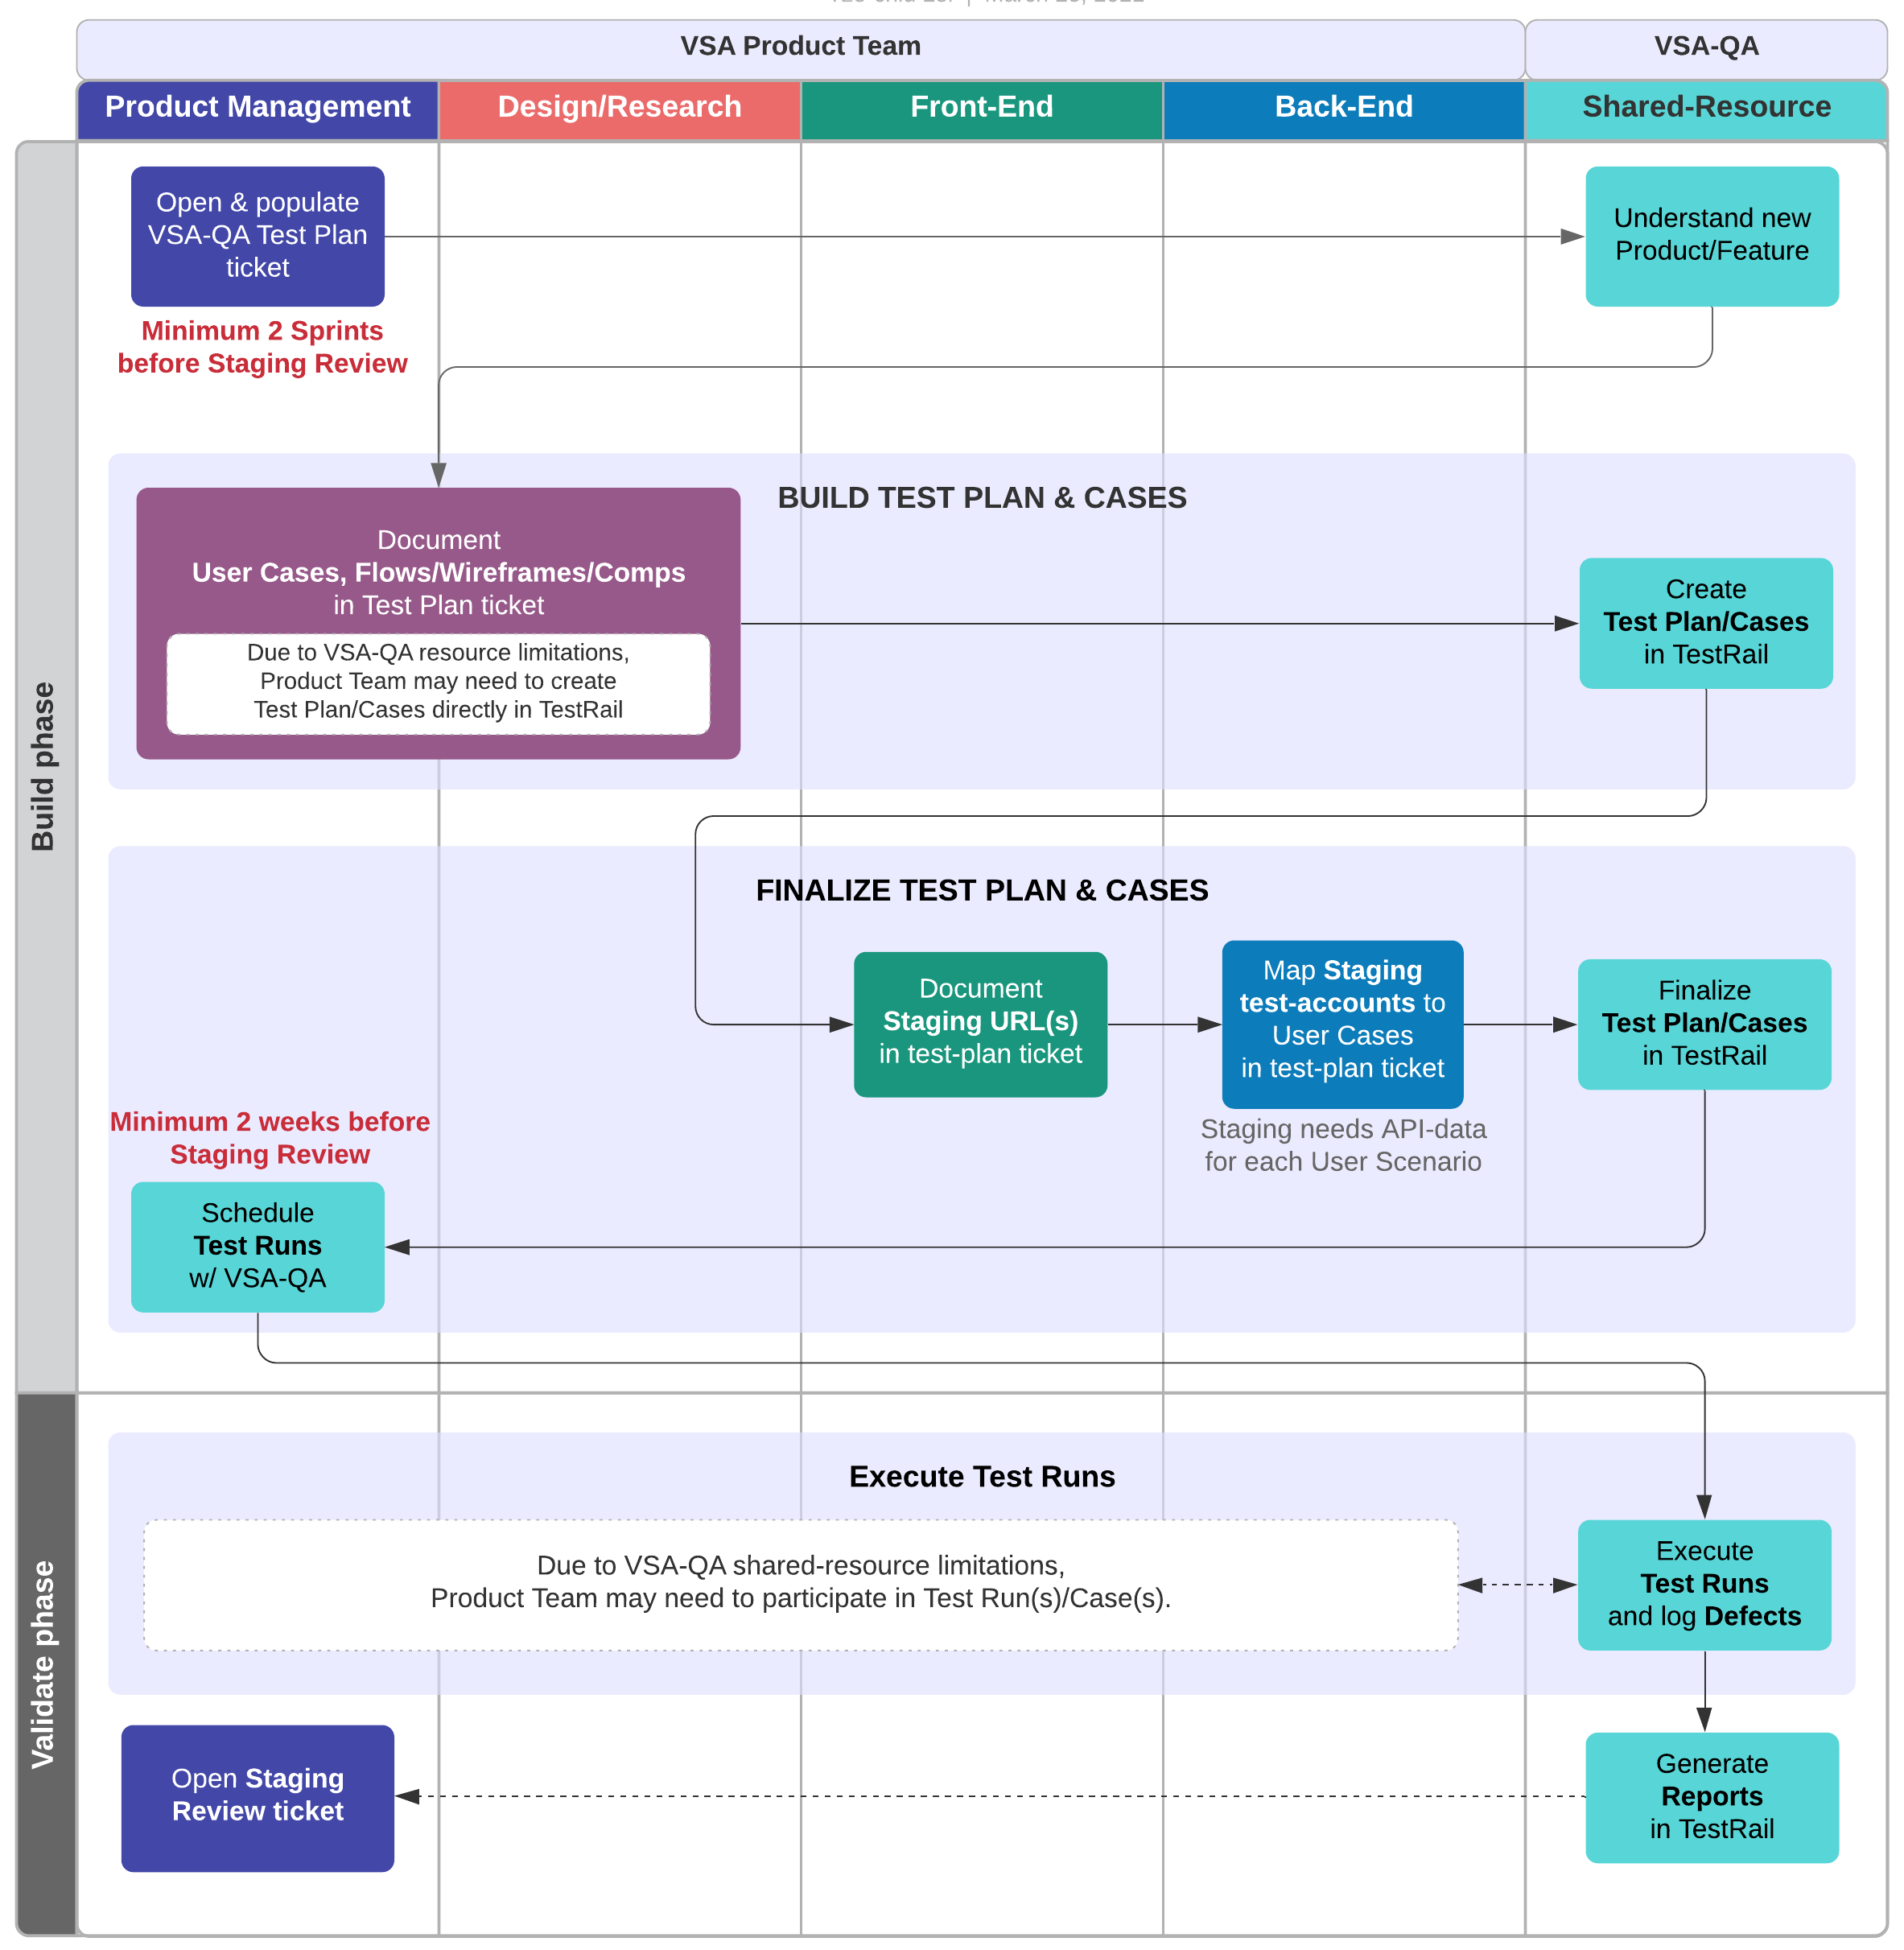 VSA Product Team
VSA-QA
Product Management
Design/Research
Front-End
Back-End
Shared-Resource
Build phase
Open & populate
VSA-QA Test Plan
ticket
Minimum 2 Sprints
before Staging Review
Understand new
Product/Feature
BUILD TEST PLAN & CASES
Document
User Cases, Flows/Wireframes/Comps
in Test Plan ticket
Due to VSA-QA resource limitations,
Product Team may need to create
Test Plan/Cases directly in TestRail
Create
Test Plan/Cases
in TestRail
FINALIZE TEST PLAN & CASES
Document
Staging URL(s)
in test-plan ticket
Map Staging
test-accounts to
User Cases
in test-plan ticket
Staging needs API-data
for each User Scenario
Finalize
Test Plan/Cases
in TestRail
Minimum 2 weeks before
Staging Review
Schedule
Test Runs
w/ VSA-QA
Validate phase
Execute Test Runs
Due to VSA-QA shared-resource limitations,
Product Team may need to participate in Test Run(s)/Case(s).
Execute
Test Runs
and log Defects
Open Staging
Review ticket
Generate
Reports
in TestRail